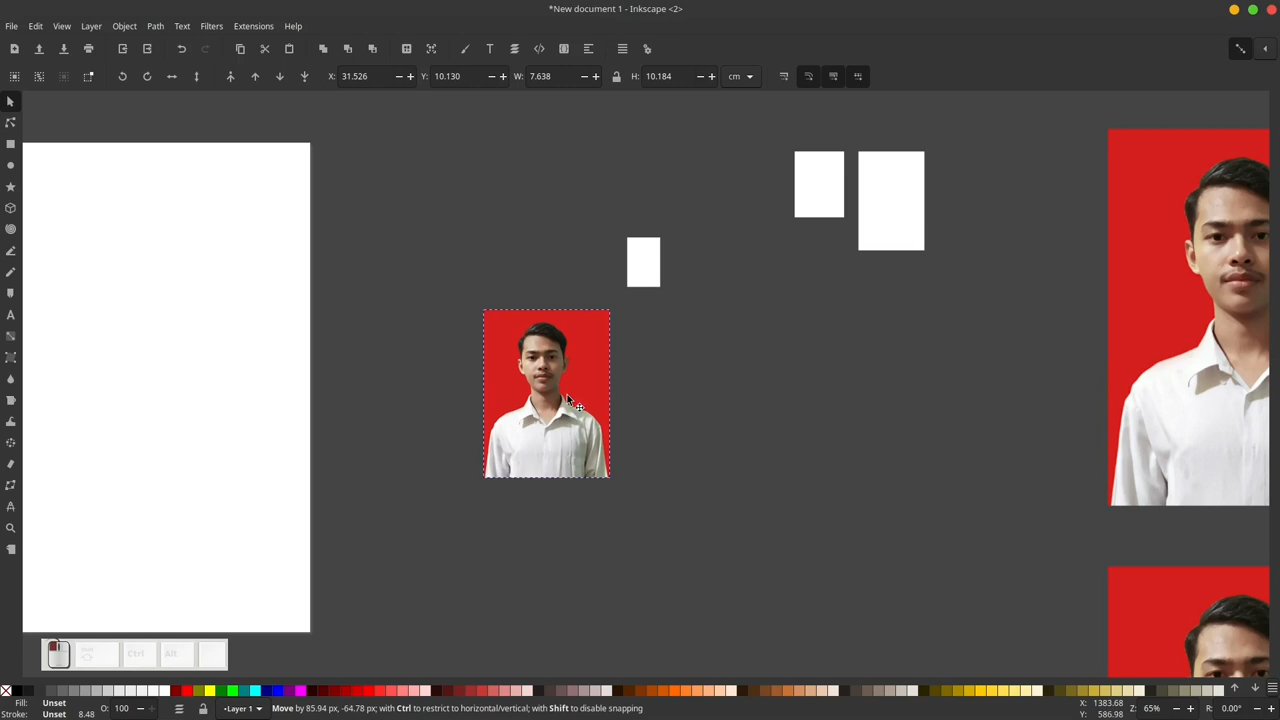 *New document 1 - Inkscape <2>
File Edit View Layer Object Path Text Filters Extensions Help
X: 31.526 − + Y: 10.130 − + W: 7.638 − + H: 10.184 − + cm
Ctrl Alt
Fill: Unset
Stroke: Unset 8.48
O: 100 − +
•Layer 1
Move by 85.94 px, -64.78 px; with Ctrl to restrict to horizontal/vertical; with Shift to disable snapping
X: 1383.68
Y: 586.98
Z: 65% − +
R: 0.00° − +